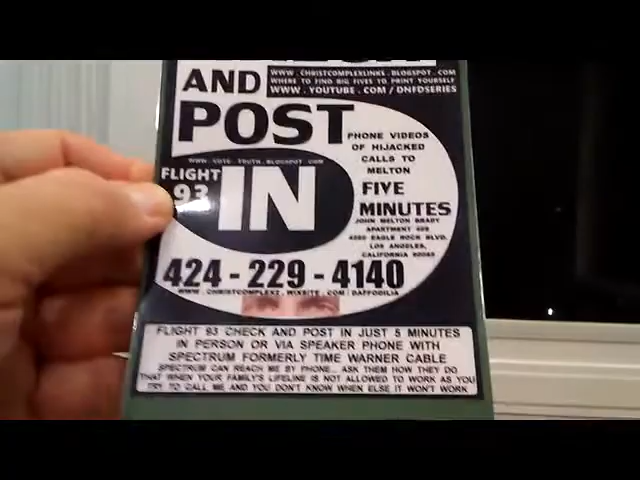 AND
WWW.CHRISTCOMPLEXLINKS.BLOGSPOT.COM
WHERE TO FIND BIG FIVES TO PRINT YOURSELF
WWW.YOUTUBE.COM/DNFDSERIES
POST
PHONE VIDEOS
OF HIJACKED
CALLS TO
MELTON
FLIGHT
93
IN
FIVE
MINUTES
JOHN MELTON BRADY
APARTMENT
EAGLE ROCK BLVD.
LOS ANGELES,
CALIFORNIA
424-229-4140
FLIGHT 93 CHECK AND POST IN JUST 5 MINUTES
IN PERSON OR VIA SPEAKER PHONE WITH
SPECTRUM FORMERLY TIME WARNER CABLE
SPECTRUM CAN REACH ME BY PHONE... ASK THEM HOW THEY DO
THAT WHEN YOUR FAMILY'S LIFELINE IS NOT ALLOWED TO WORK AS YOU
TRY TO CALL ME AND YOU DON'T KNOW WHEN ELSE IT WON'T WORK